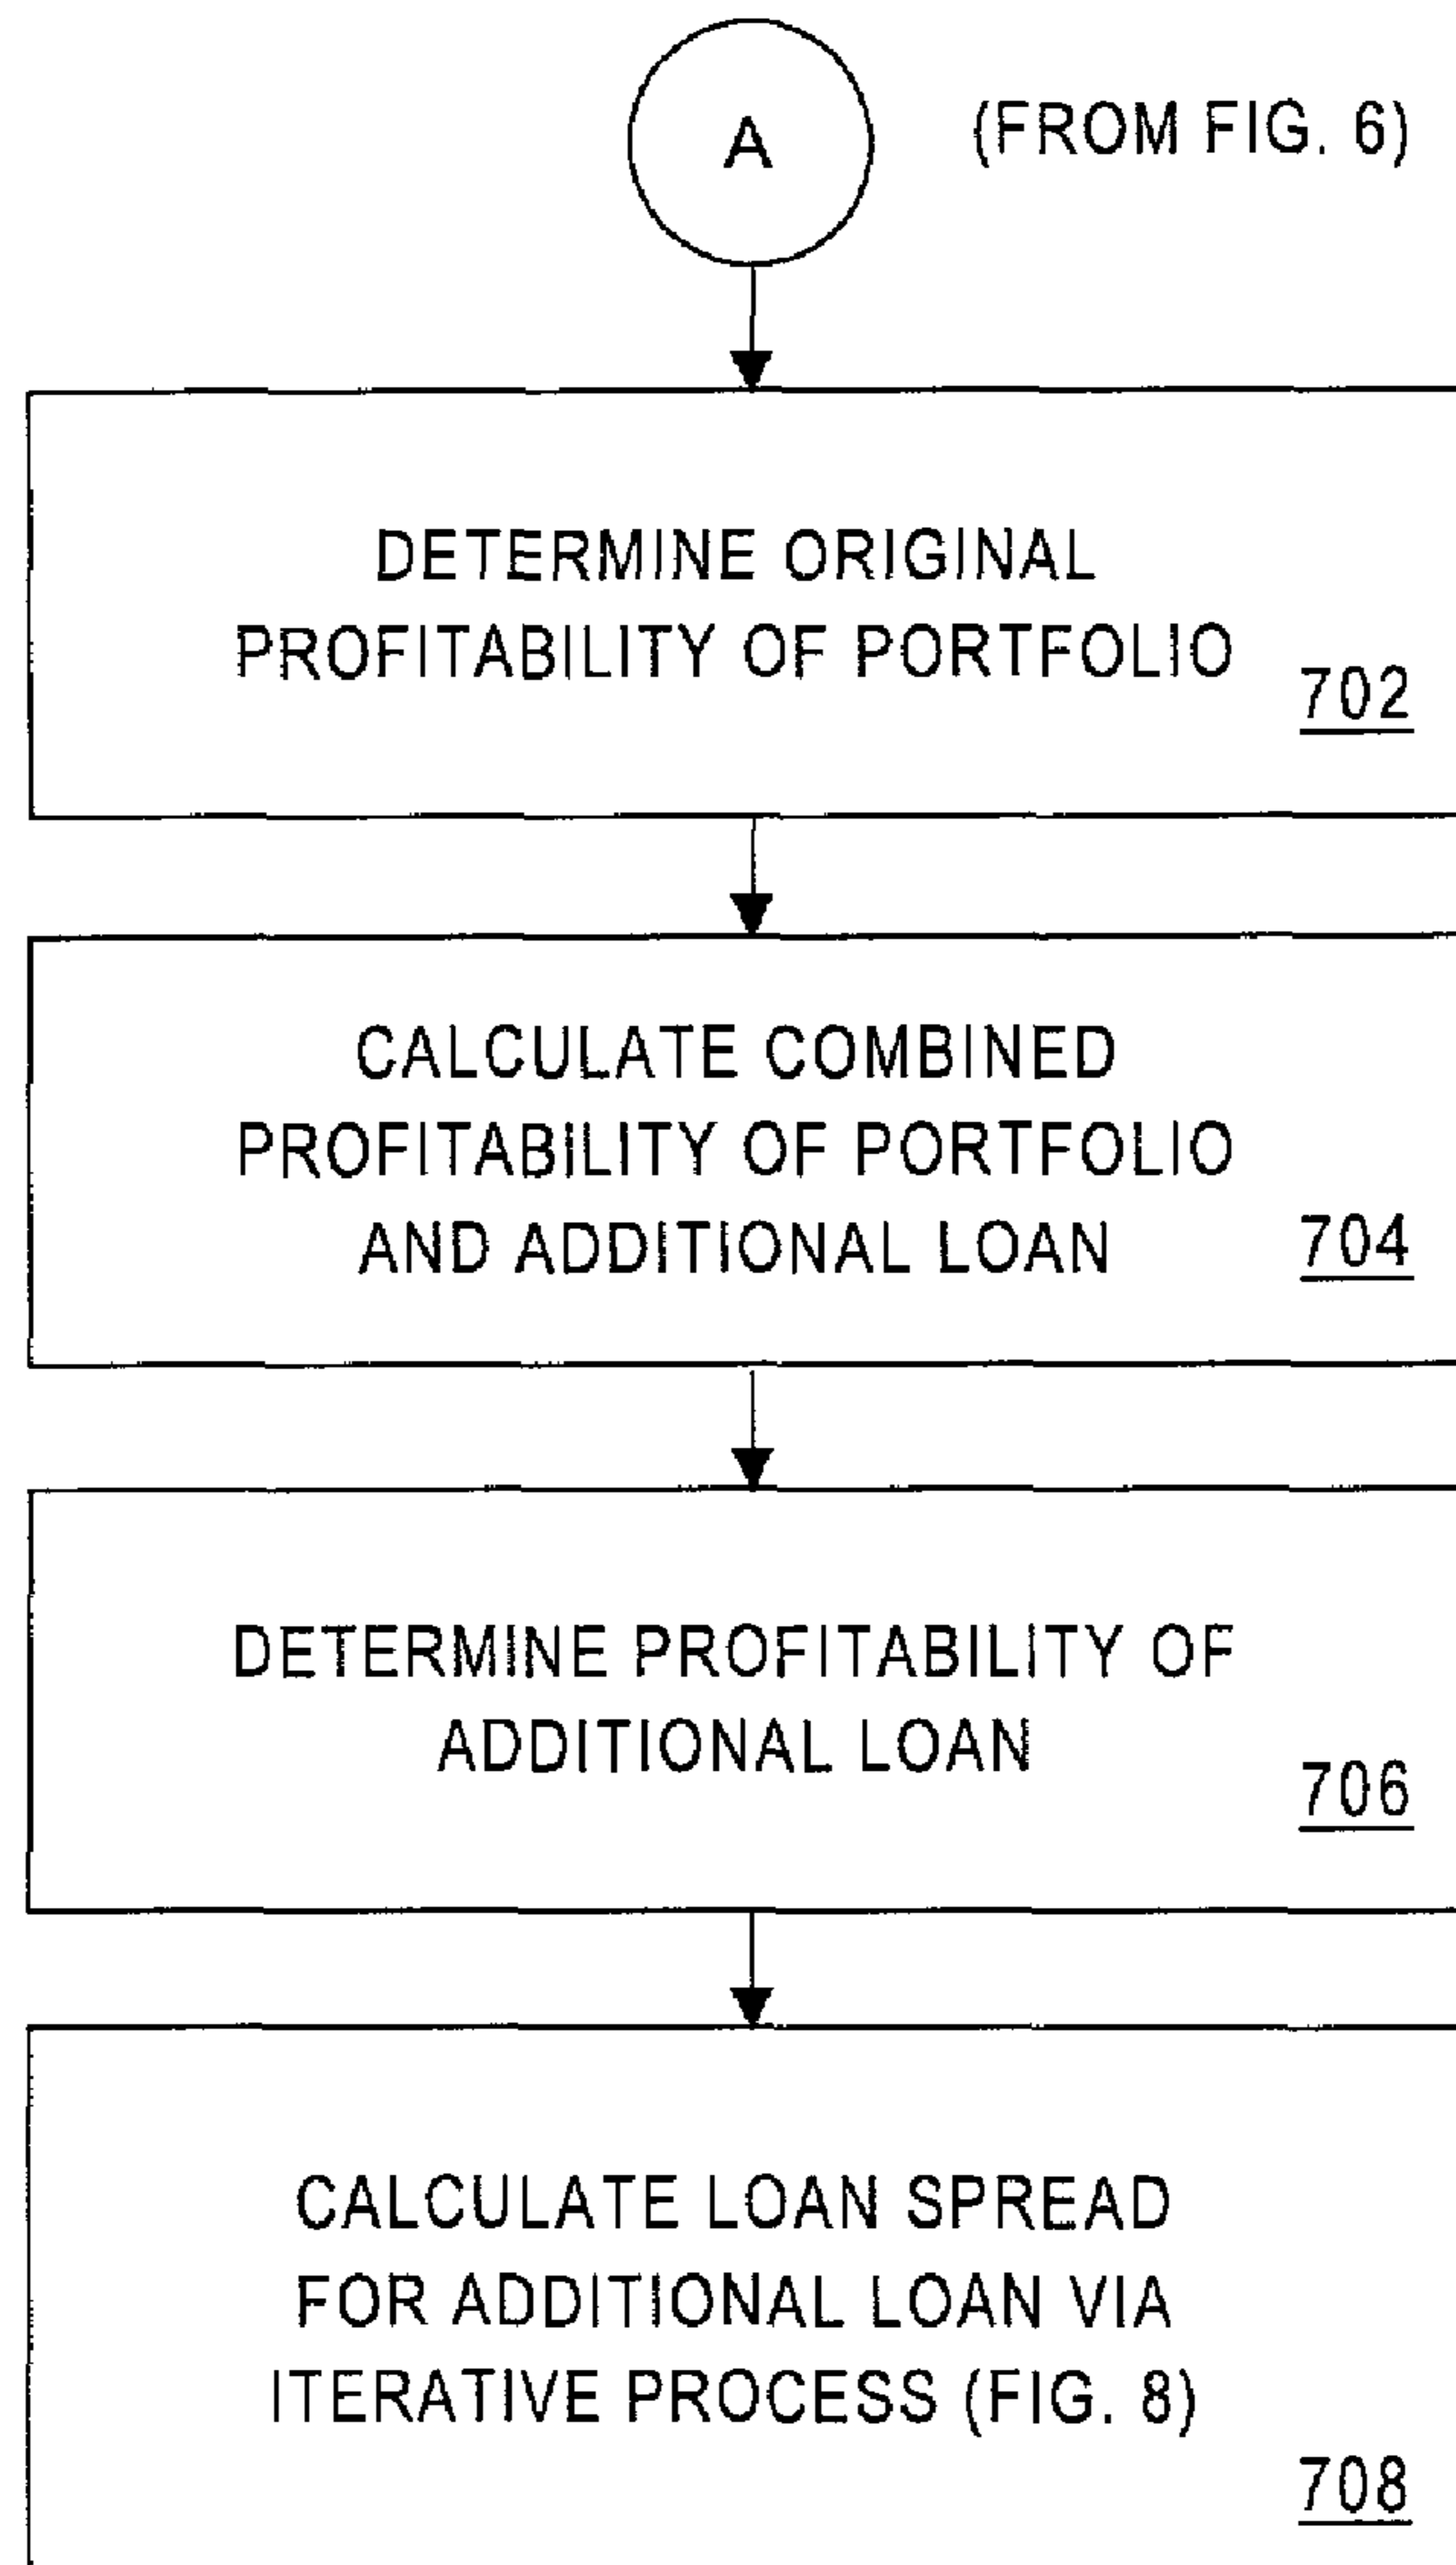 A
(FROM FIG. 6)
DETERMINE ORIGINAL
PROFITABILITY OF PORTFOLIO
702
CALCULATE COMBINED
PROFITABILITY OF PORTFOLIO
AND ADDITIONAL LOAN
704
DETERMINE PROFITABILITY OF
ADDITIONAL LOAN
706
CALCULATE LOAN SPREAD
FOR ADDITIONAL LOAN VIA
ITERATIVE PROCESS (FIG. 8)
708